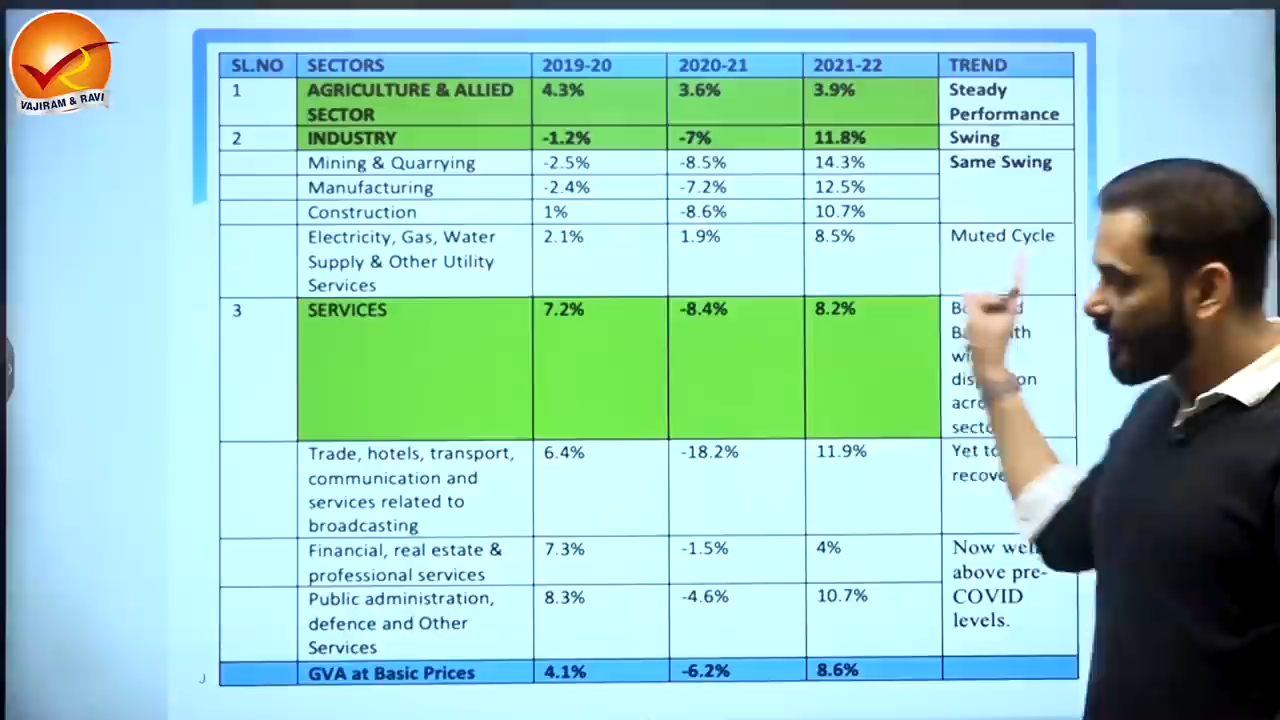 VAJIRAM & RAVI
SL.NO SECTORS 2019-20 2020-21 2021-22 TREND
1 AGRICULTURE & ALLIED 4.3% 3.6% 3.9% Steady
SECTOR Performance
2 INDUSTRY -1.2% -7% 11.8% Swing
Mining & Quarrying -2.5% -8.5% 14.3% Same Swing
Manufacturing -2.4% -7.2% 12.5%
Construction 1% -8.6% 10.7%
Electricity, Gas, Water 2.1% 1.9% 8.5% Muted Cycle
Supply & Other Utility
Services
3 SERVICES 7.2% -8.4% 8.2%
Trade, hotels, transport, 6.4% -18.2% 11.9% Yet to
communication and
services related to
broadcasting
Financial, real estate & 7.3% -1.5% 4% Now well
professional services above pre-
Public administration, 8.3% -4.6% 10.7% COVID
defence and Other levels.
Services
GVA at Basic Prices 4.1% -6.2% 8.6%